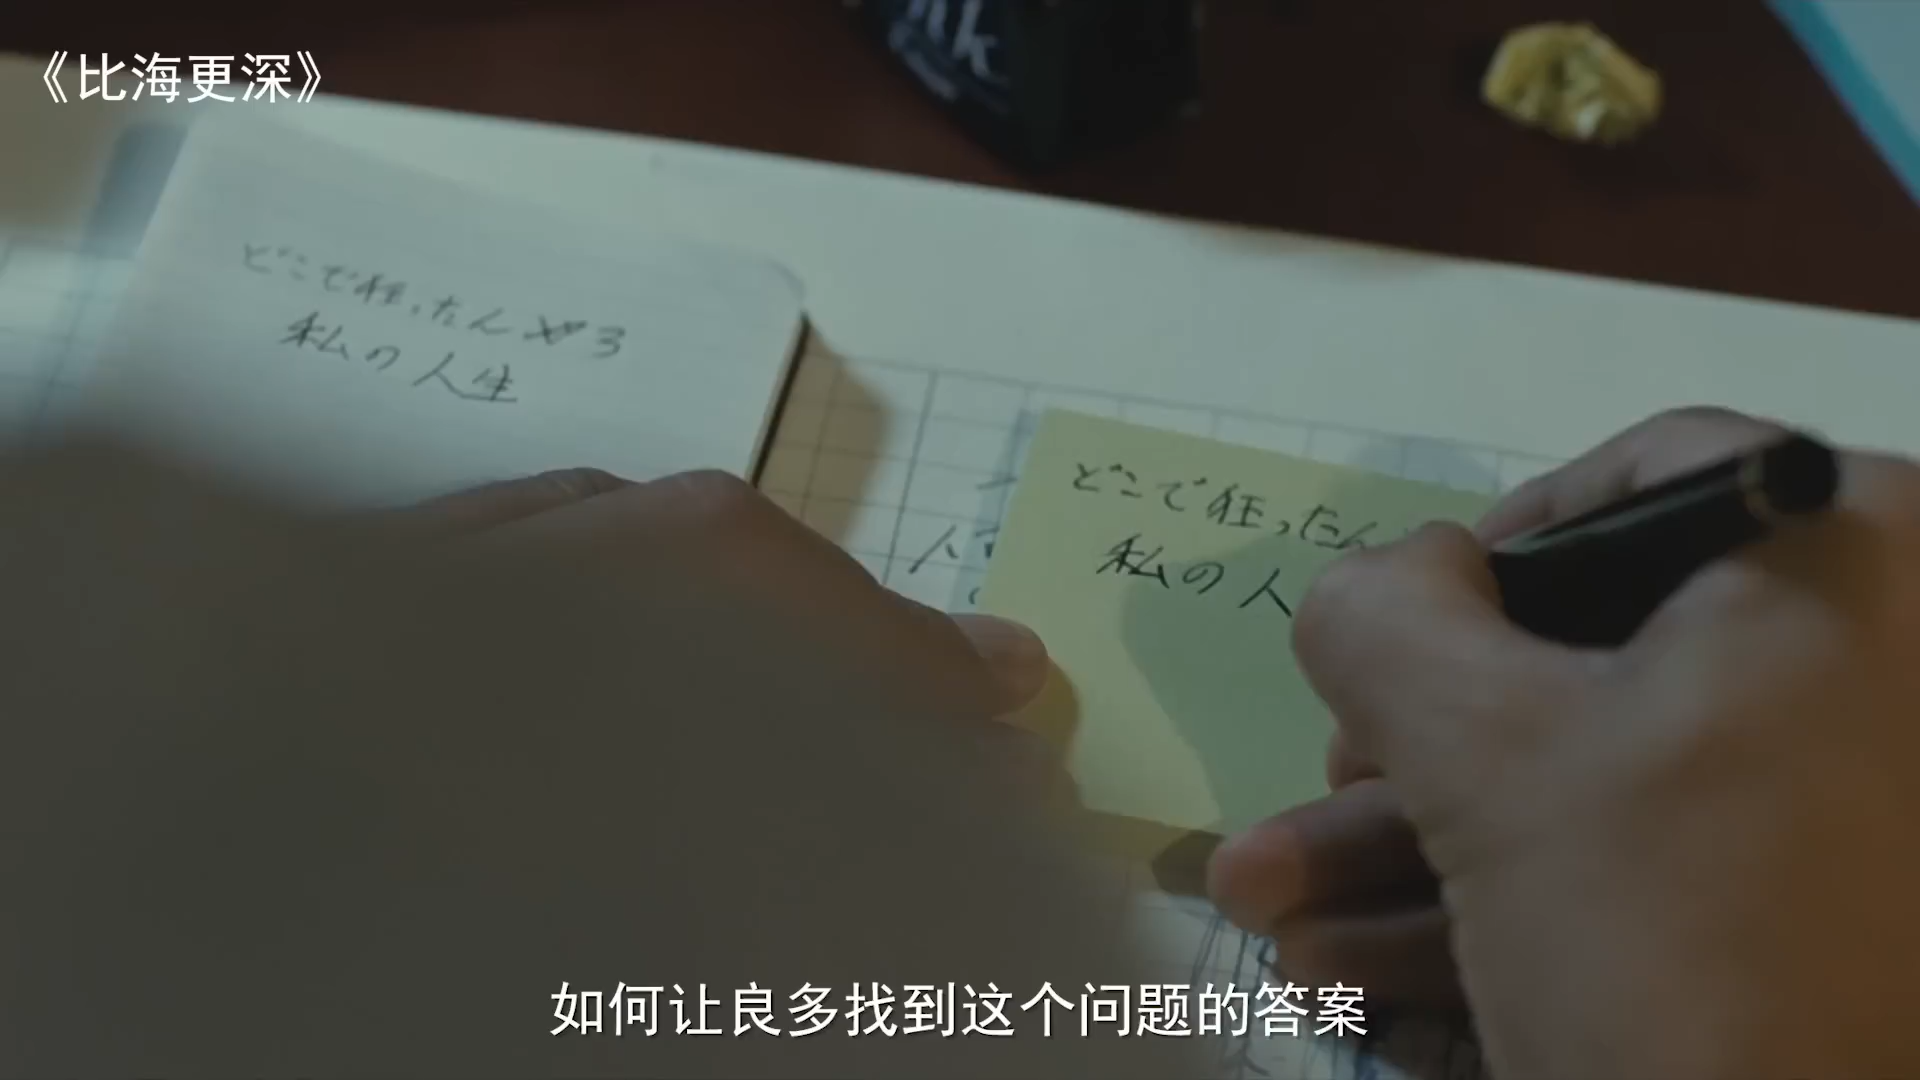 《比海更深》
nk
どこで狂ったんだろ
私の人生
どこで狂ったん
私の人
人
如何让良多找到这个问题的答案